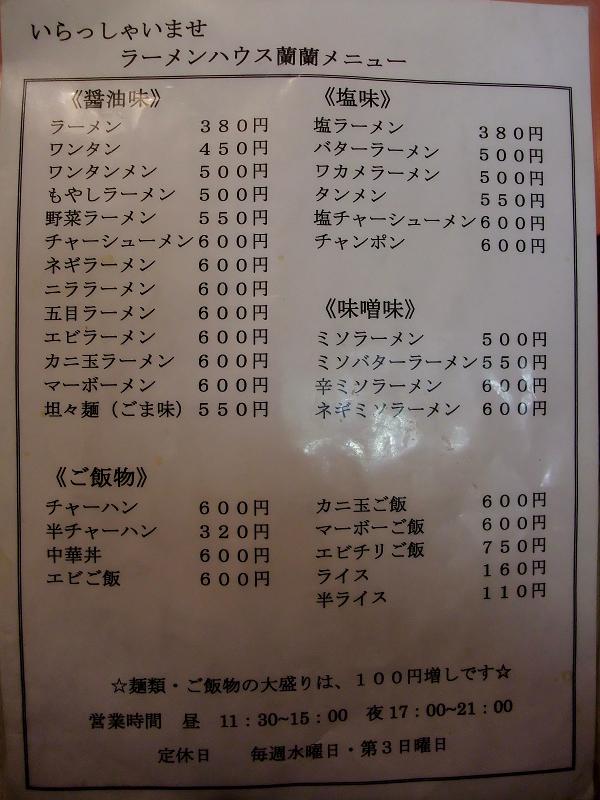 いらっしゃいませ
ラーメンハウス蘭蘭メニュー
《醤油味》
ラーメン 380円
ワンタン 450円
ワンタンメン 500円
もやしラーメン 500円
野菜ラーメン 550円
チャーシューメン 600円
ネギラーメン 600円
ニララーメン 600円
五目ラーメン 600円
エビラーメン 600円
カニ玉ラーメン 600円
マーボーメン 600円
坦々麺（ごま味） 550円
《塩味》
塩ラーメン 380円
バターラーメン 500円
ワカメラーメン 500円
タンメン 550円
塩チャーシューメン 600円
チャンポン 600円
《味噌味》
ミソラーメン 500円
ミソバターラーメン 550円
辛ミソラーメン 600円
ネギミソラーメン 600円
《ご飯物》
チャーハン 600円
半チャーハン 320円
中華丼 600円
エビご飯 600円
カニ玉ご飯 600円
マーボーご飯 600円
エビチリご飯 750円
ライス 160円
半ライス 110円
☆麺類・ご飯物の大盛りは、100円増しです☆
営業時間 昼 11：30~15：00 夜17：00~21：00
定休日 毎週水曜日・第3日曜日